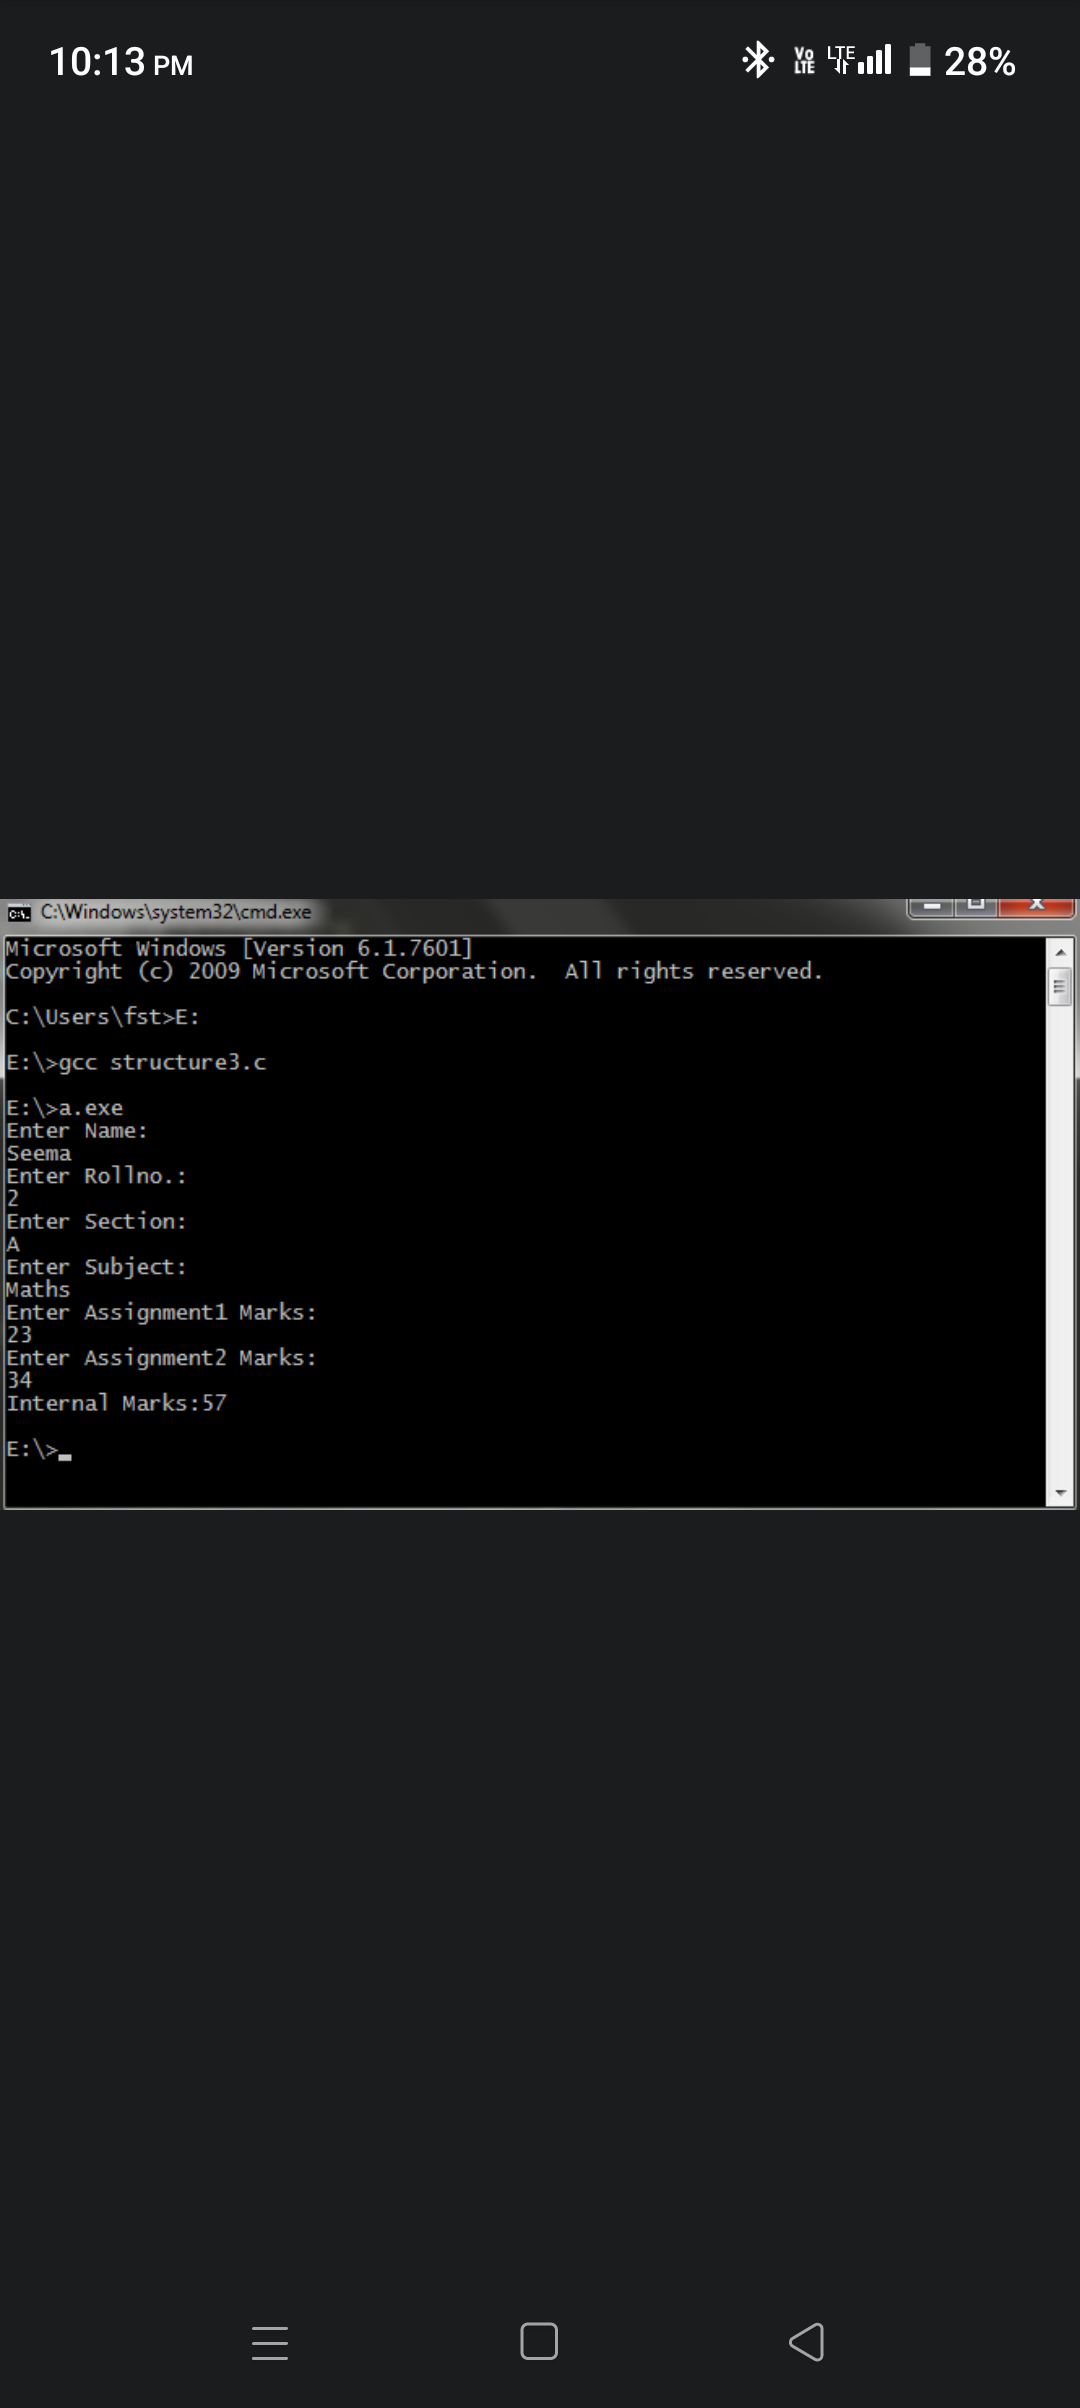 10:13 PM Vo LTE LTE 28%
C:\Windows\system32\cmd.exe
Microsoft Windows [Version 6.1.7601]
Copyright (c) 2009 Microsoft Corporation.  All rights reserved.
C:\Users\fst>E:
E:\>gcc structure3.c
E:\>a.exe
Enter Name:
Seema
Enter Rollno.:
2
Enter Section:
A
Enter Subject:
Maths
Enter Assignment1 Marks:
23
Enter Assignment2 Marks:
34
Internal Marks:57
E:\>_